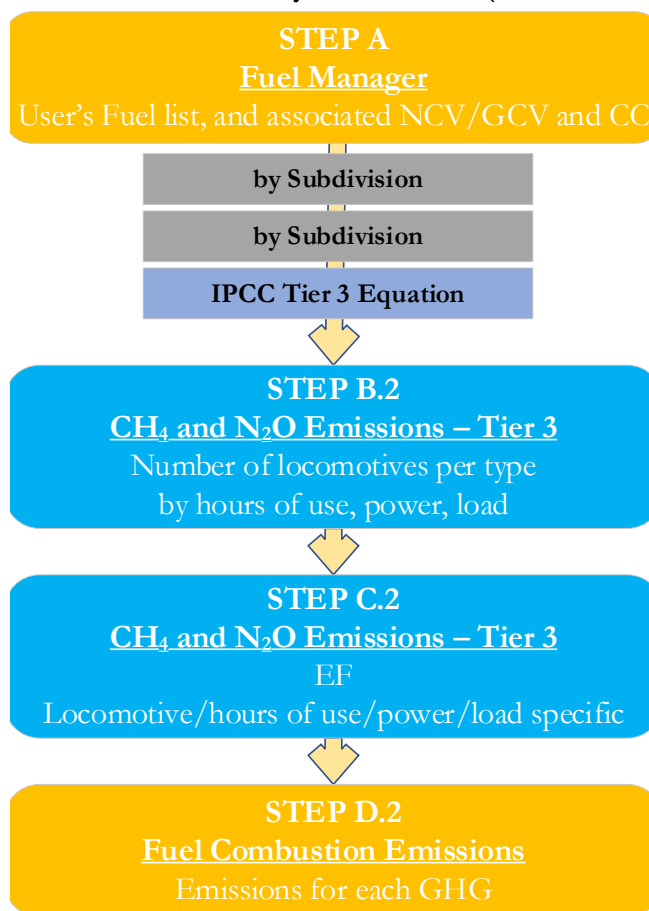 STEP A
Fuel Manager
User's Fuel list, and associated NCV/GCV and CC
by Subdivision
by Subdivision
IPCC Tier 3 Equation
STEP B.2
CH₄ and N₂O Emissions – Tier 3
Number of locomotives per type
by hours of use, power, load
STEP C.2
CH₄ and N₂O Emissions – Tier 3
EF
Locomotive/hours of use/power/load specific
STEP D.2
Fuel Combustion Emissions
Emissions for each GHG